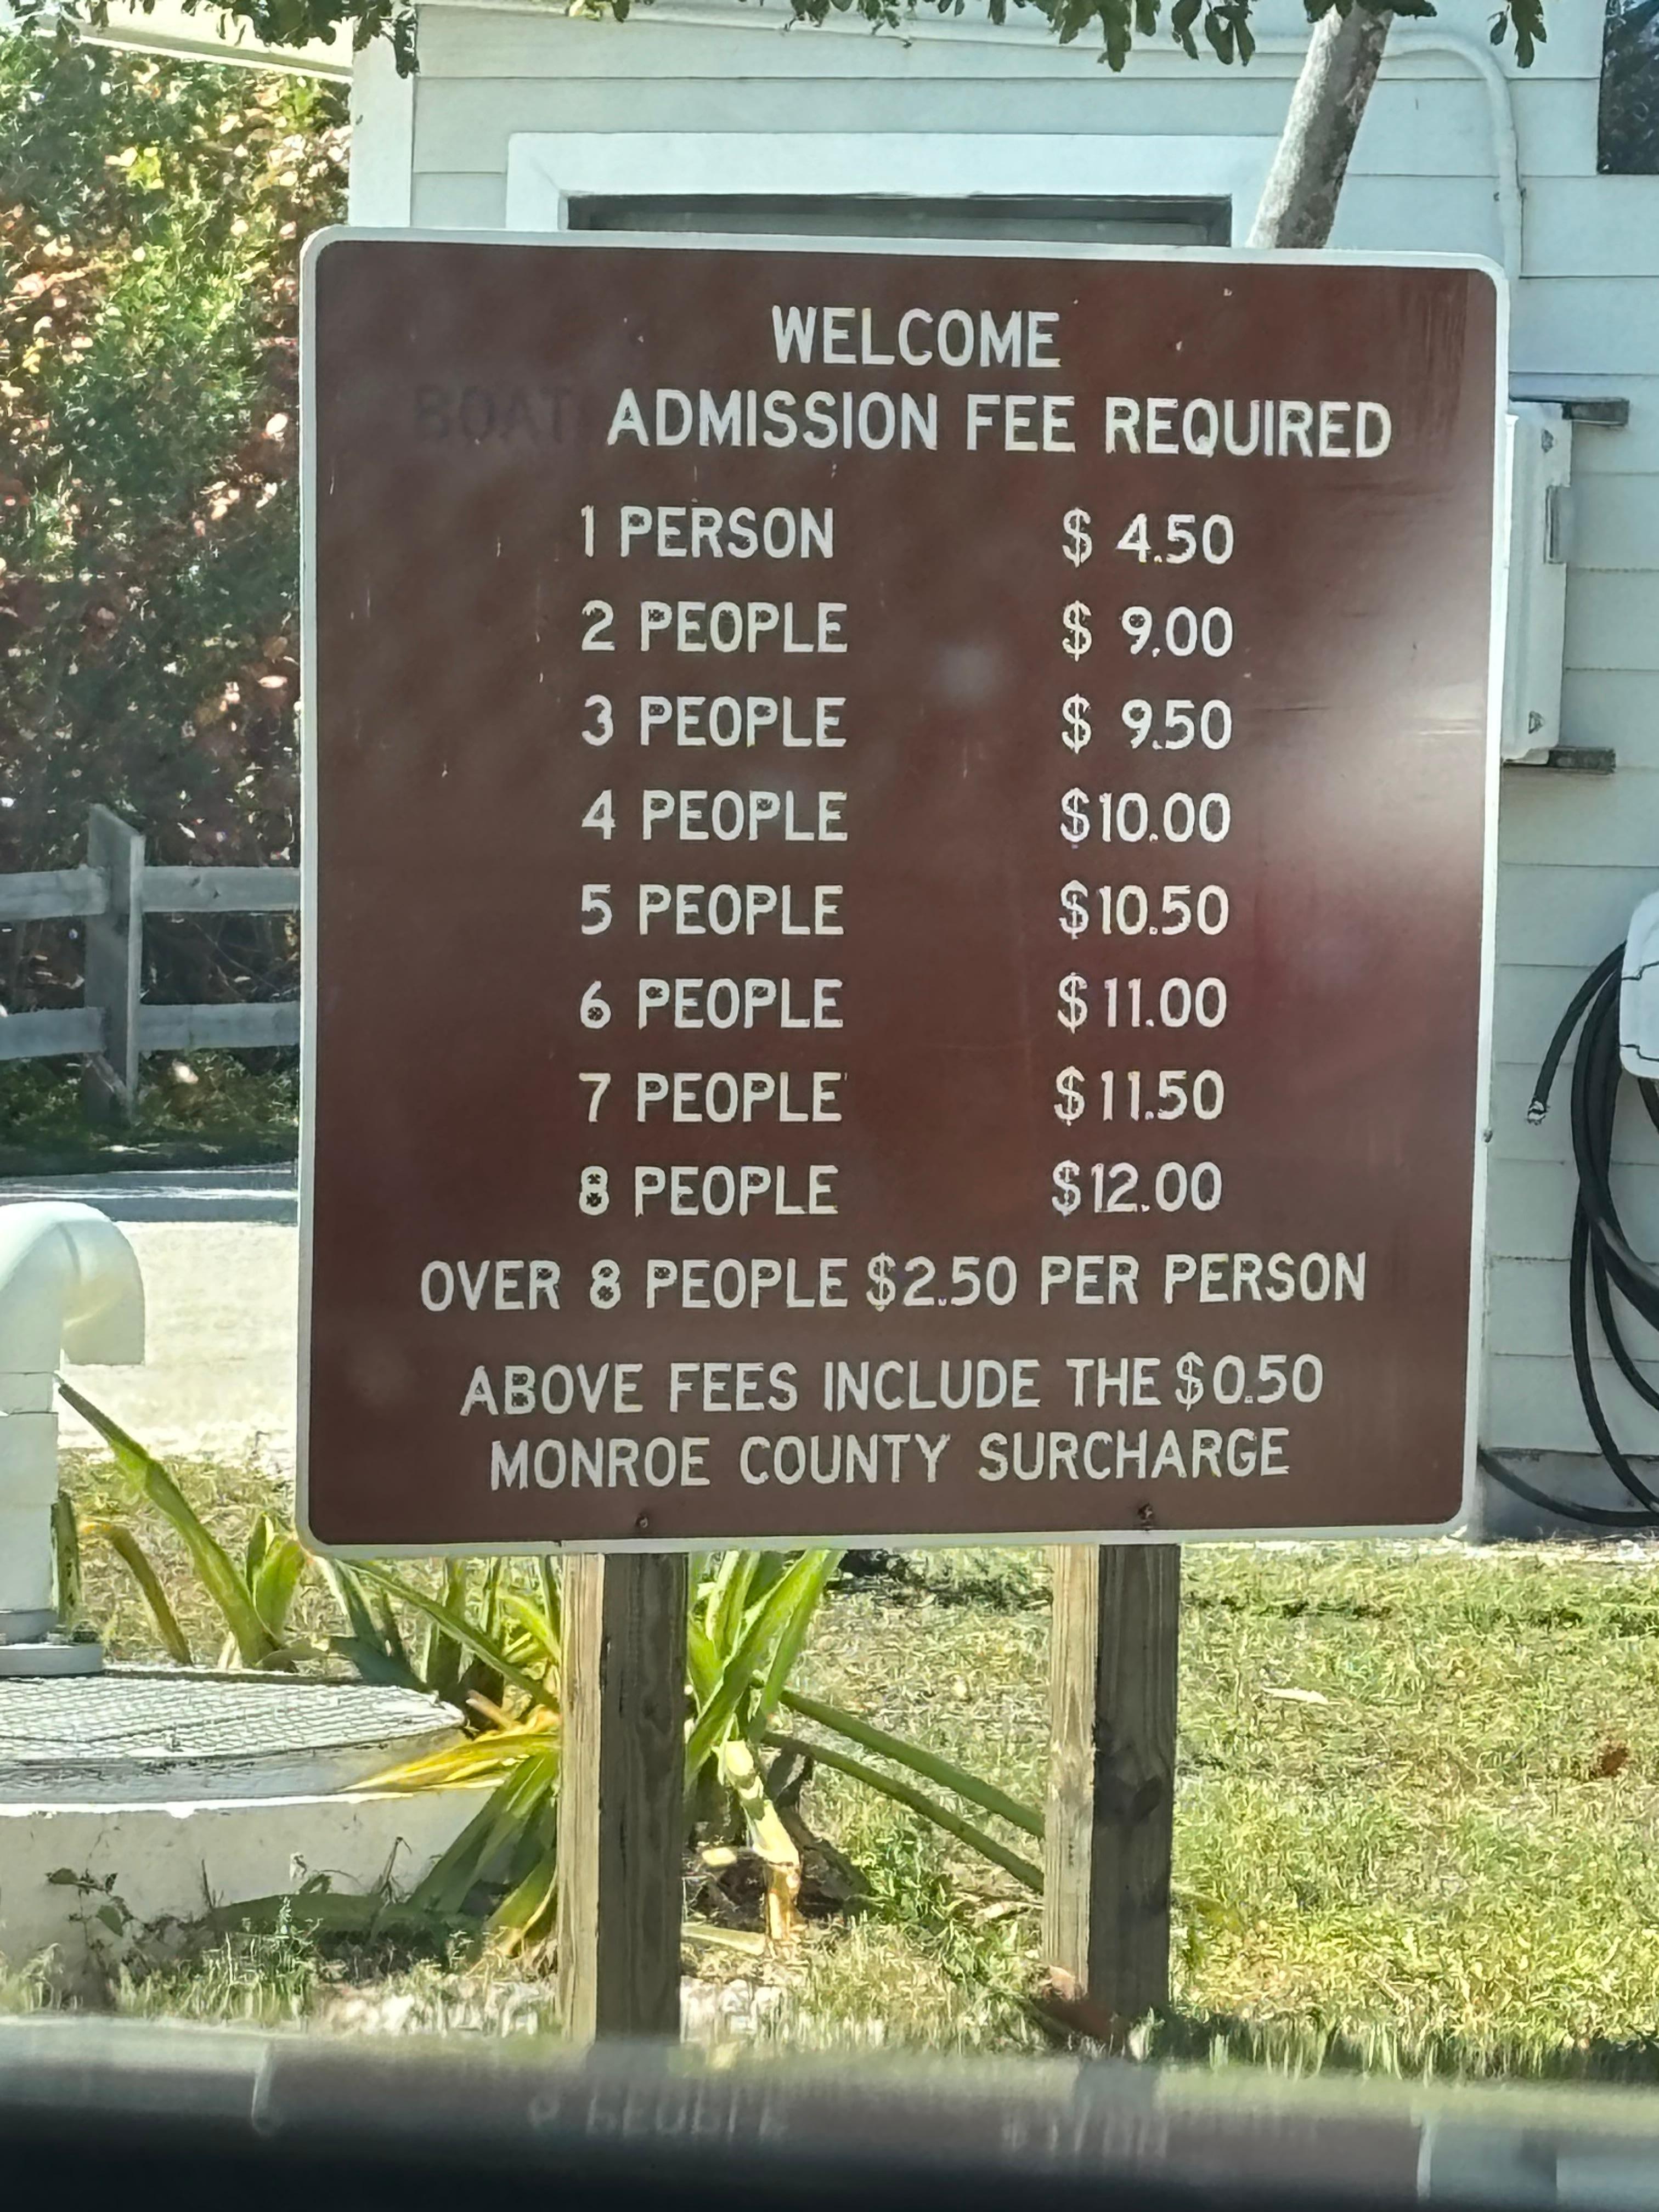 WELCOME
BOAT ADMISSION FEE REQUIRED
1 PERSON $ 4.50
2 PEOPLE $ 9.00
3 PEOPLE $ 9.50
4 PEOPLE $10.00
5 PEOPLE $10.50
6 PEOPLE $11.00
7 PEOPLE $11.50
8 PEOPLE $12.00
OVER 8 PEOPLE $2.50 PER PERSON
ABOVE FEES INCLUDE THE $0.50
MONROE COUNTY SURCHARGE